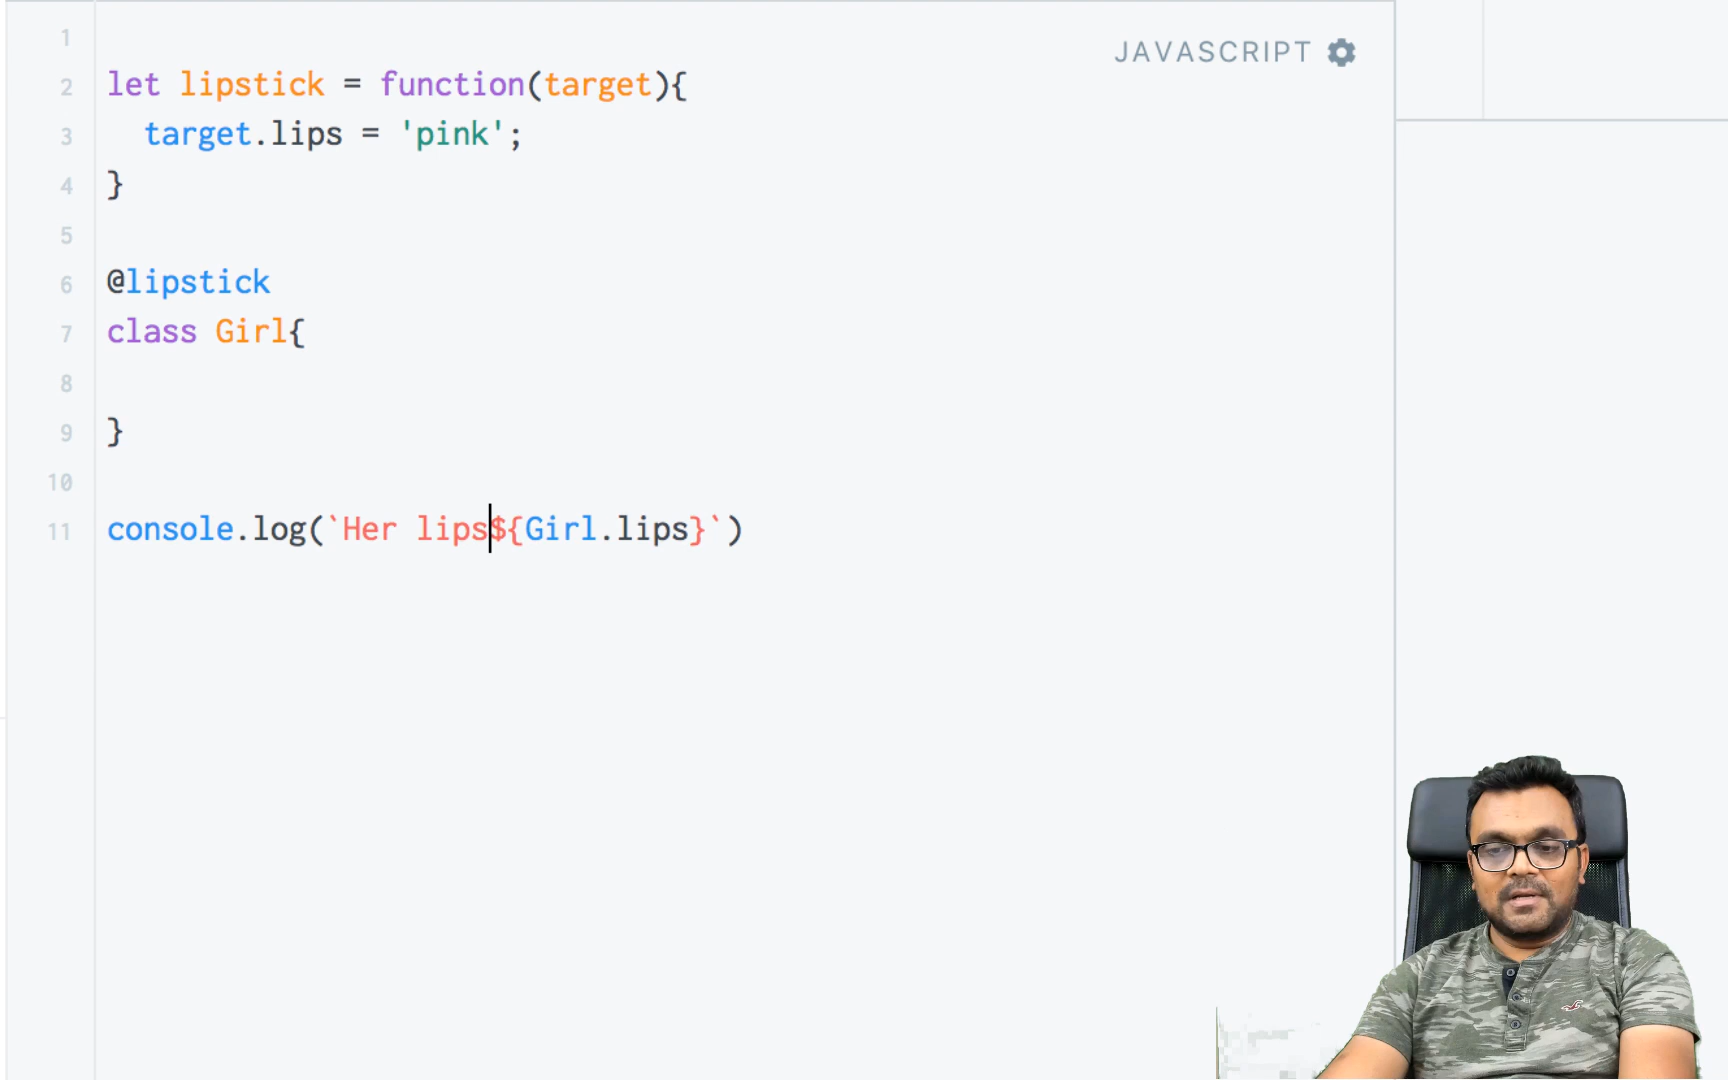 JAVASCRIPT
1
2 let lipstick = function(target){
3 target.lips = 'pink';
4 }
5
6 @lipstick
7 class Girl{
8
9 }
10
11 console.log(`Her lips${Girl.lips}`)